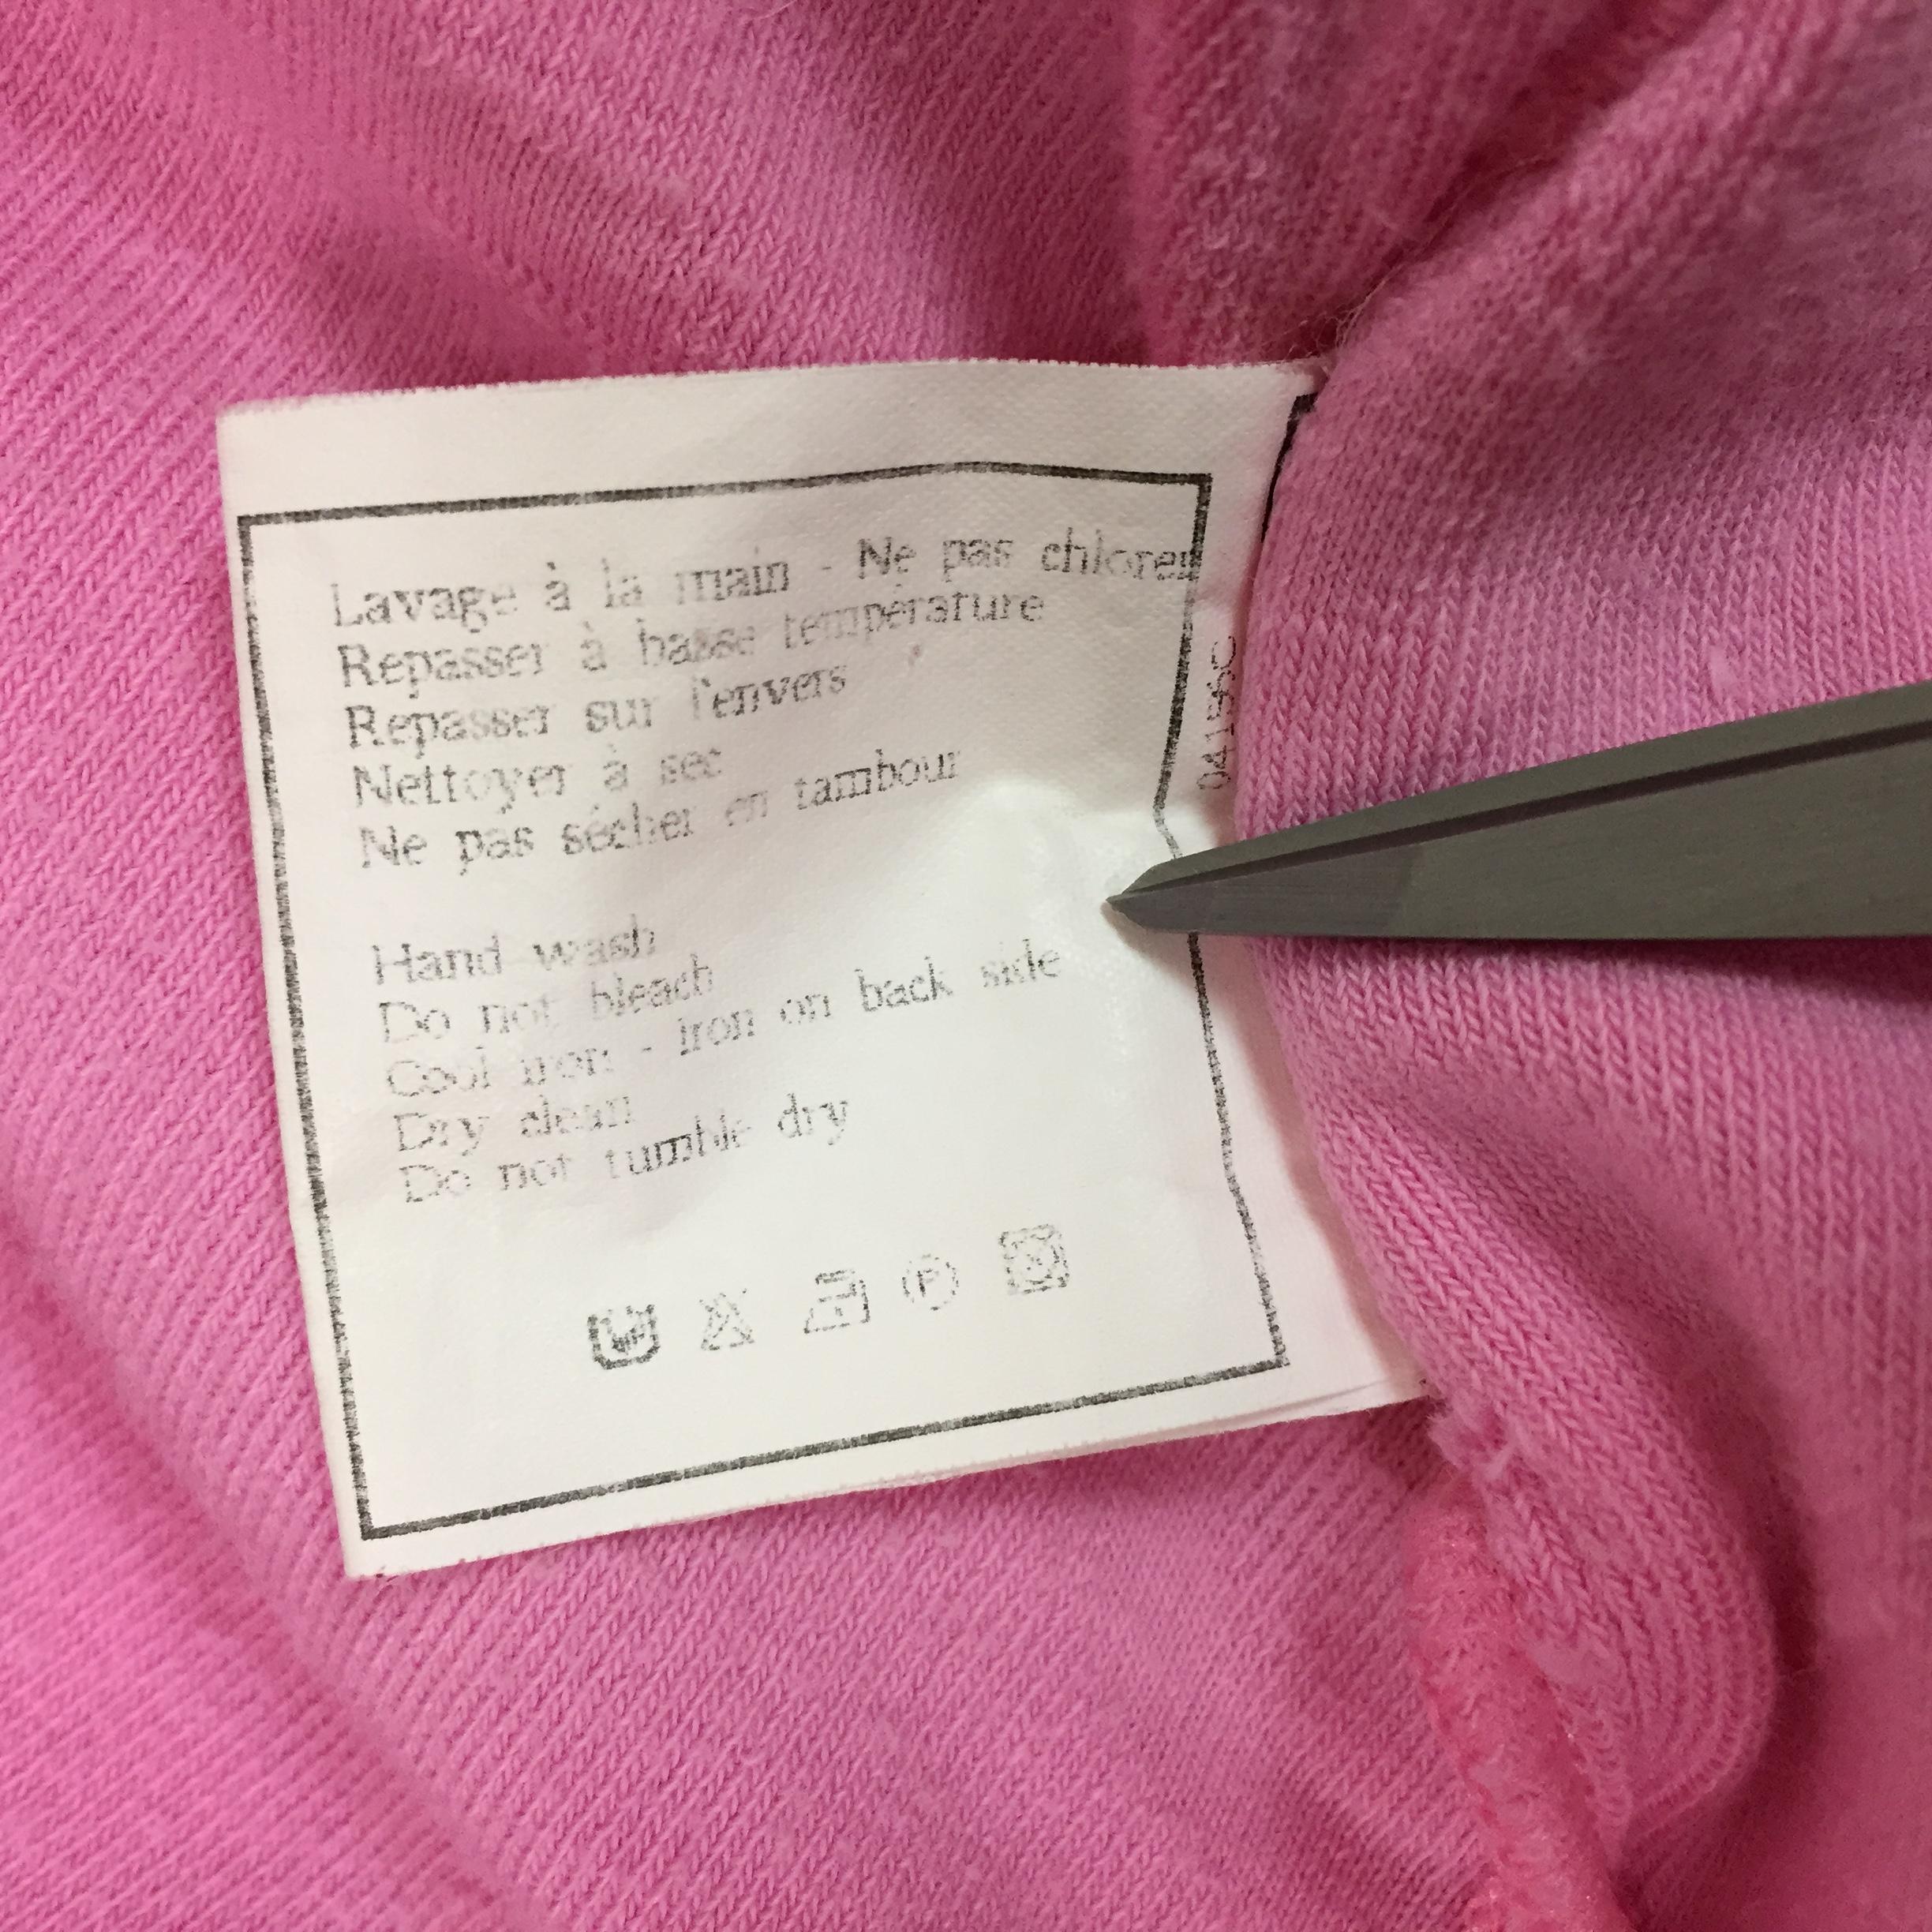 Lavage à la main - Ne pas chlorer
Repasser à basse température
Repasser sur l'envers
Nettoyer à sec
Ne pas sécher en tambour
Hand wash
Do not bleach
Cool iron - iron on back side
Dry clean
Do not tumble dry
F